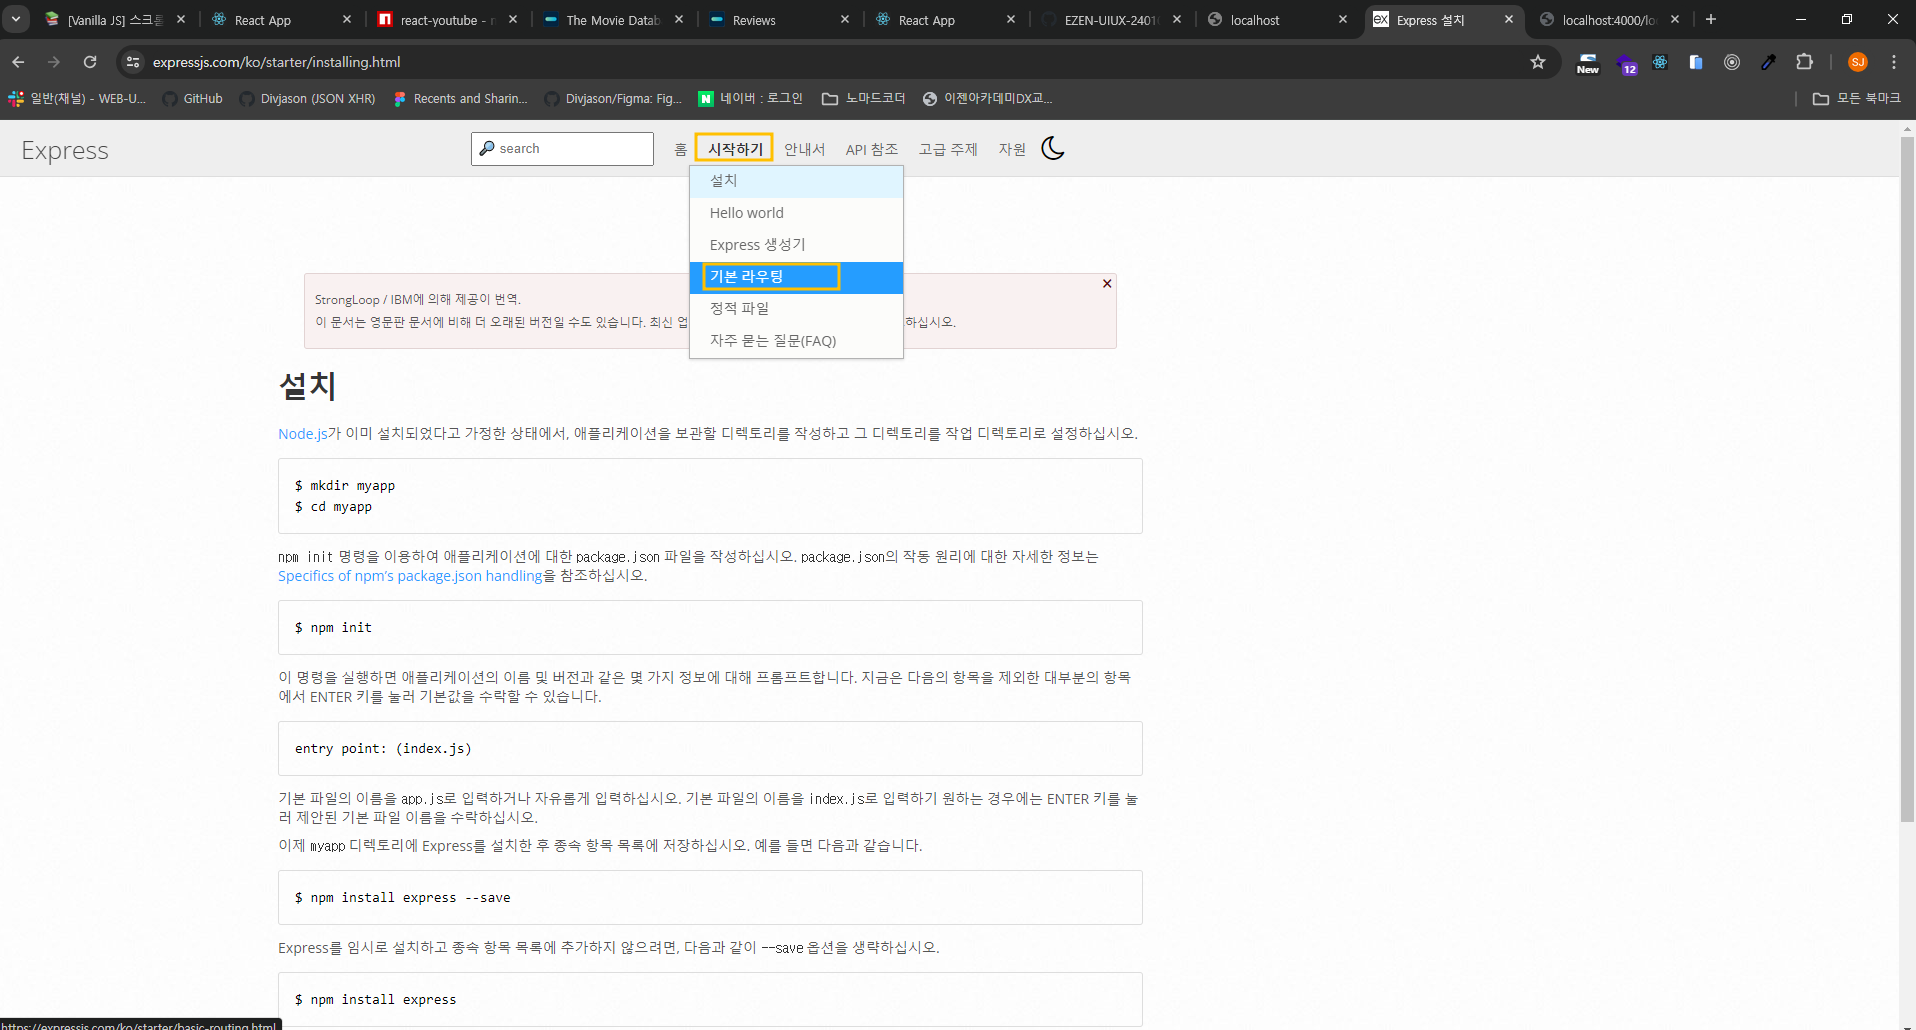 [Vanilla JS] 스크롤
React App
react-youtube - n
The Movie Datab
Reviews
React App
EZEN-UIUX-2401
localhost
Express 설치
localhost:4000/lo
expressjs.com/ko/starter/installing.html
New
12
SJ
일반(채널) - WEB-U...
GitHub
Divjason (JSON XHR)
Recents and Sharin...
Divjason/Figma: Fig...
네이버 : 로그인
노마드코더
이젠아카데미DX교...
모든 북마크
Express
search
홈
시작하기
안내서
API 참조
고급 주제
자원
설치
Hello world
Express 생성기
기본 라우팅
정적 파일
자주 묻는 질문(FAQ)
StrongLoop / IBM에 의해 제공이 번역.
이 문서는 영문판 문서에 비해 더 오래된 버전일 수도 있습니다. 최신 업 하십시오.
설치
Node.js가 이미 설치되었다고 가정한 상태에서, 애플리케이션을 보관할 디렉토리를 작성하고 그 디렉토리를 작업 디렉토리로 설정하십시오.
$ mkdir myapp
$ cd myapp
npm init 명령을 이용하여 애플리케이션에 대한 package.json 파일을 작성하십시오. package.json의 작동 원리에 대한 자세한 정보는
Specifics of npm's package.json handling을 참조하십시오.
$ npm init
이 명령을 실행하면 애플리케이션의 이름 및 버전과 같은 몇 가지 정보에 대해 프롬프트합니다. 지금은 다음의 항목을 제외한 대부분의 항목
에서 ENTER 키를 눌러 기본값을 수락할 수 있습니다.
entry point: (index.js)
기본 파일의 이름을 app.js로 입력하거나 자유롭게 입력하십시오. 기본 파일의 이름을 index.js로 입력하기 원하는 경우에는 ENTER 키를 눌
러 제안된 기본 파일 이름을 수락하십시오.
이제 myapp 디렉토리에 Express를 설치한 후 종속 항목 목록에 저장하십시오. 예를 들면 다음과 같습니다.
$ npm install express --save
Express를 임시로 설치하고 종속 항목 목록에 추가하지 않으려면, 다음과 같이 --save 옵션을 생략하십시오.
$ npm install express
https://expressjs.com/ko/starter/basic-routing.html